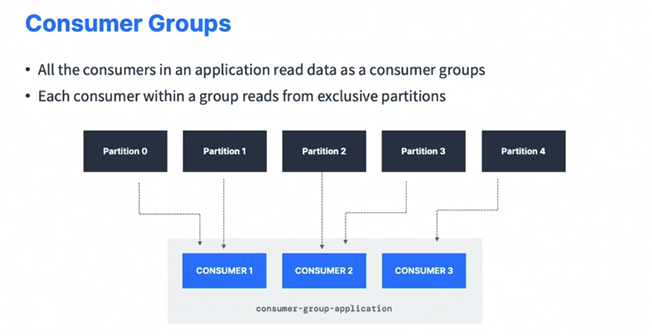 Consumer Groups
• All the consumers in an application read data as a consumer groups
• Each consumer within a group reads from exclusive partitions
Partition 0
Partition 1
Partition 2
Partition 3
Partition 4
CONSUMER 1
CONSUMER 2
CONSUMER 3
consumer-group-application